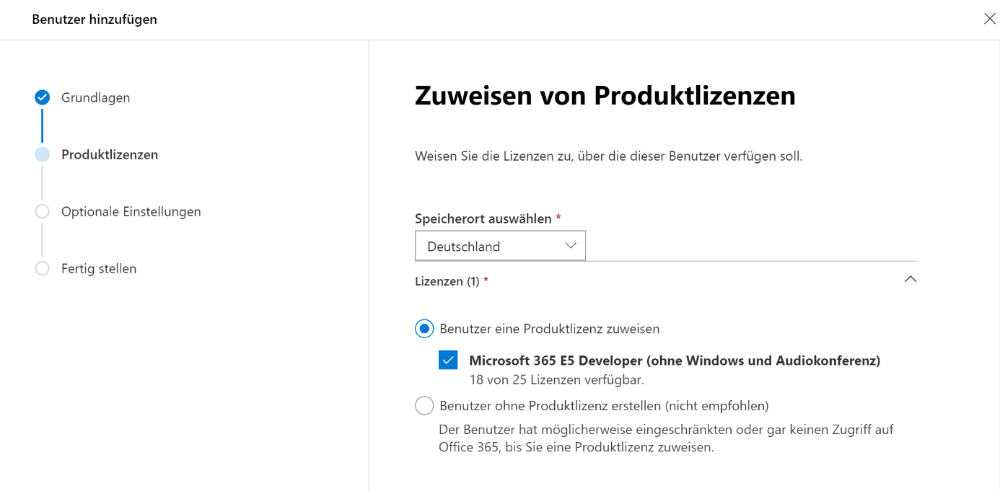 Benutzer hinzufügen
Grundlagen
Produktlizenzen
Optionale Einstellungen
Fertig stellen
Zuweisen von Produktlizenzen
Weisen Sie die Lizenzen zu, über die dieser Benutzer verfügen soll.
Speicherort auswählen *
Deutschland
Lizenzen (1) *
Benutzer eine Produktlizenz zuweisen
Microsoft 365 E5 Developer (ohne Windows und Audiokonferenz)
18 von 25 Lizenzen verfügbar.
Benutzer ohne Produktlizenz erstellen (nicht empfohlen)
Der Benutzer hat möglicherweise eingeschränkten oder gar keinen Zugriff auf
Office 365, bis Sie eine Produktlizenz zuweisen.